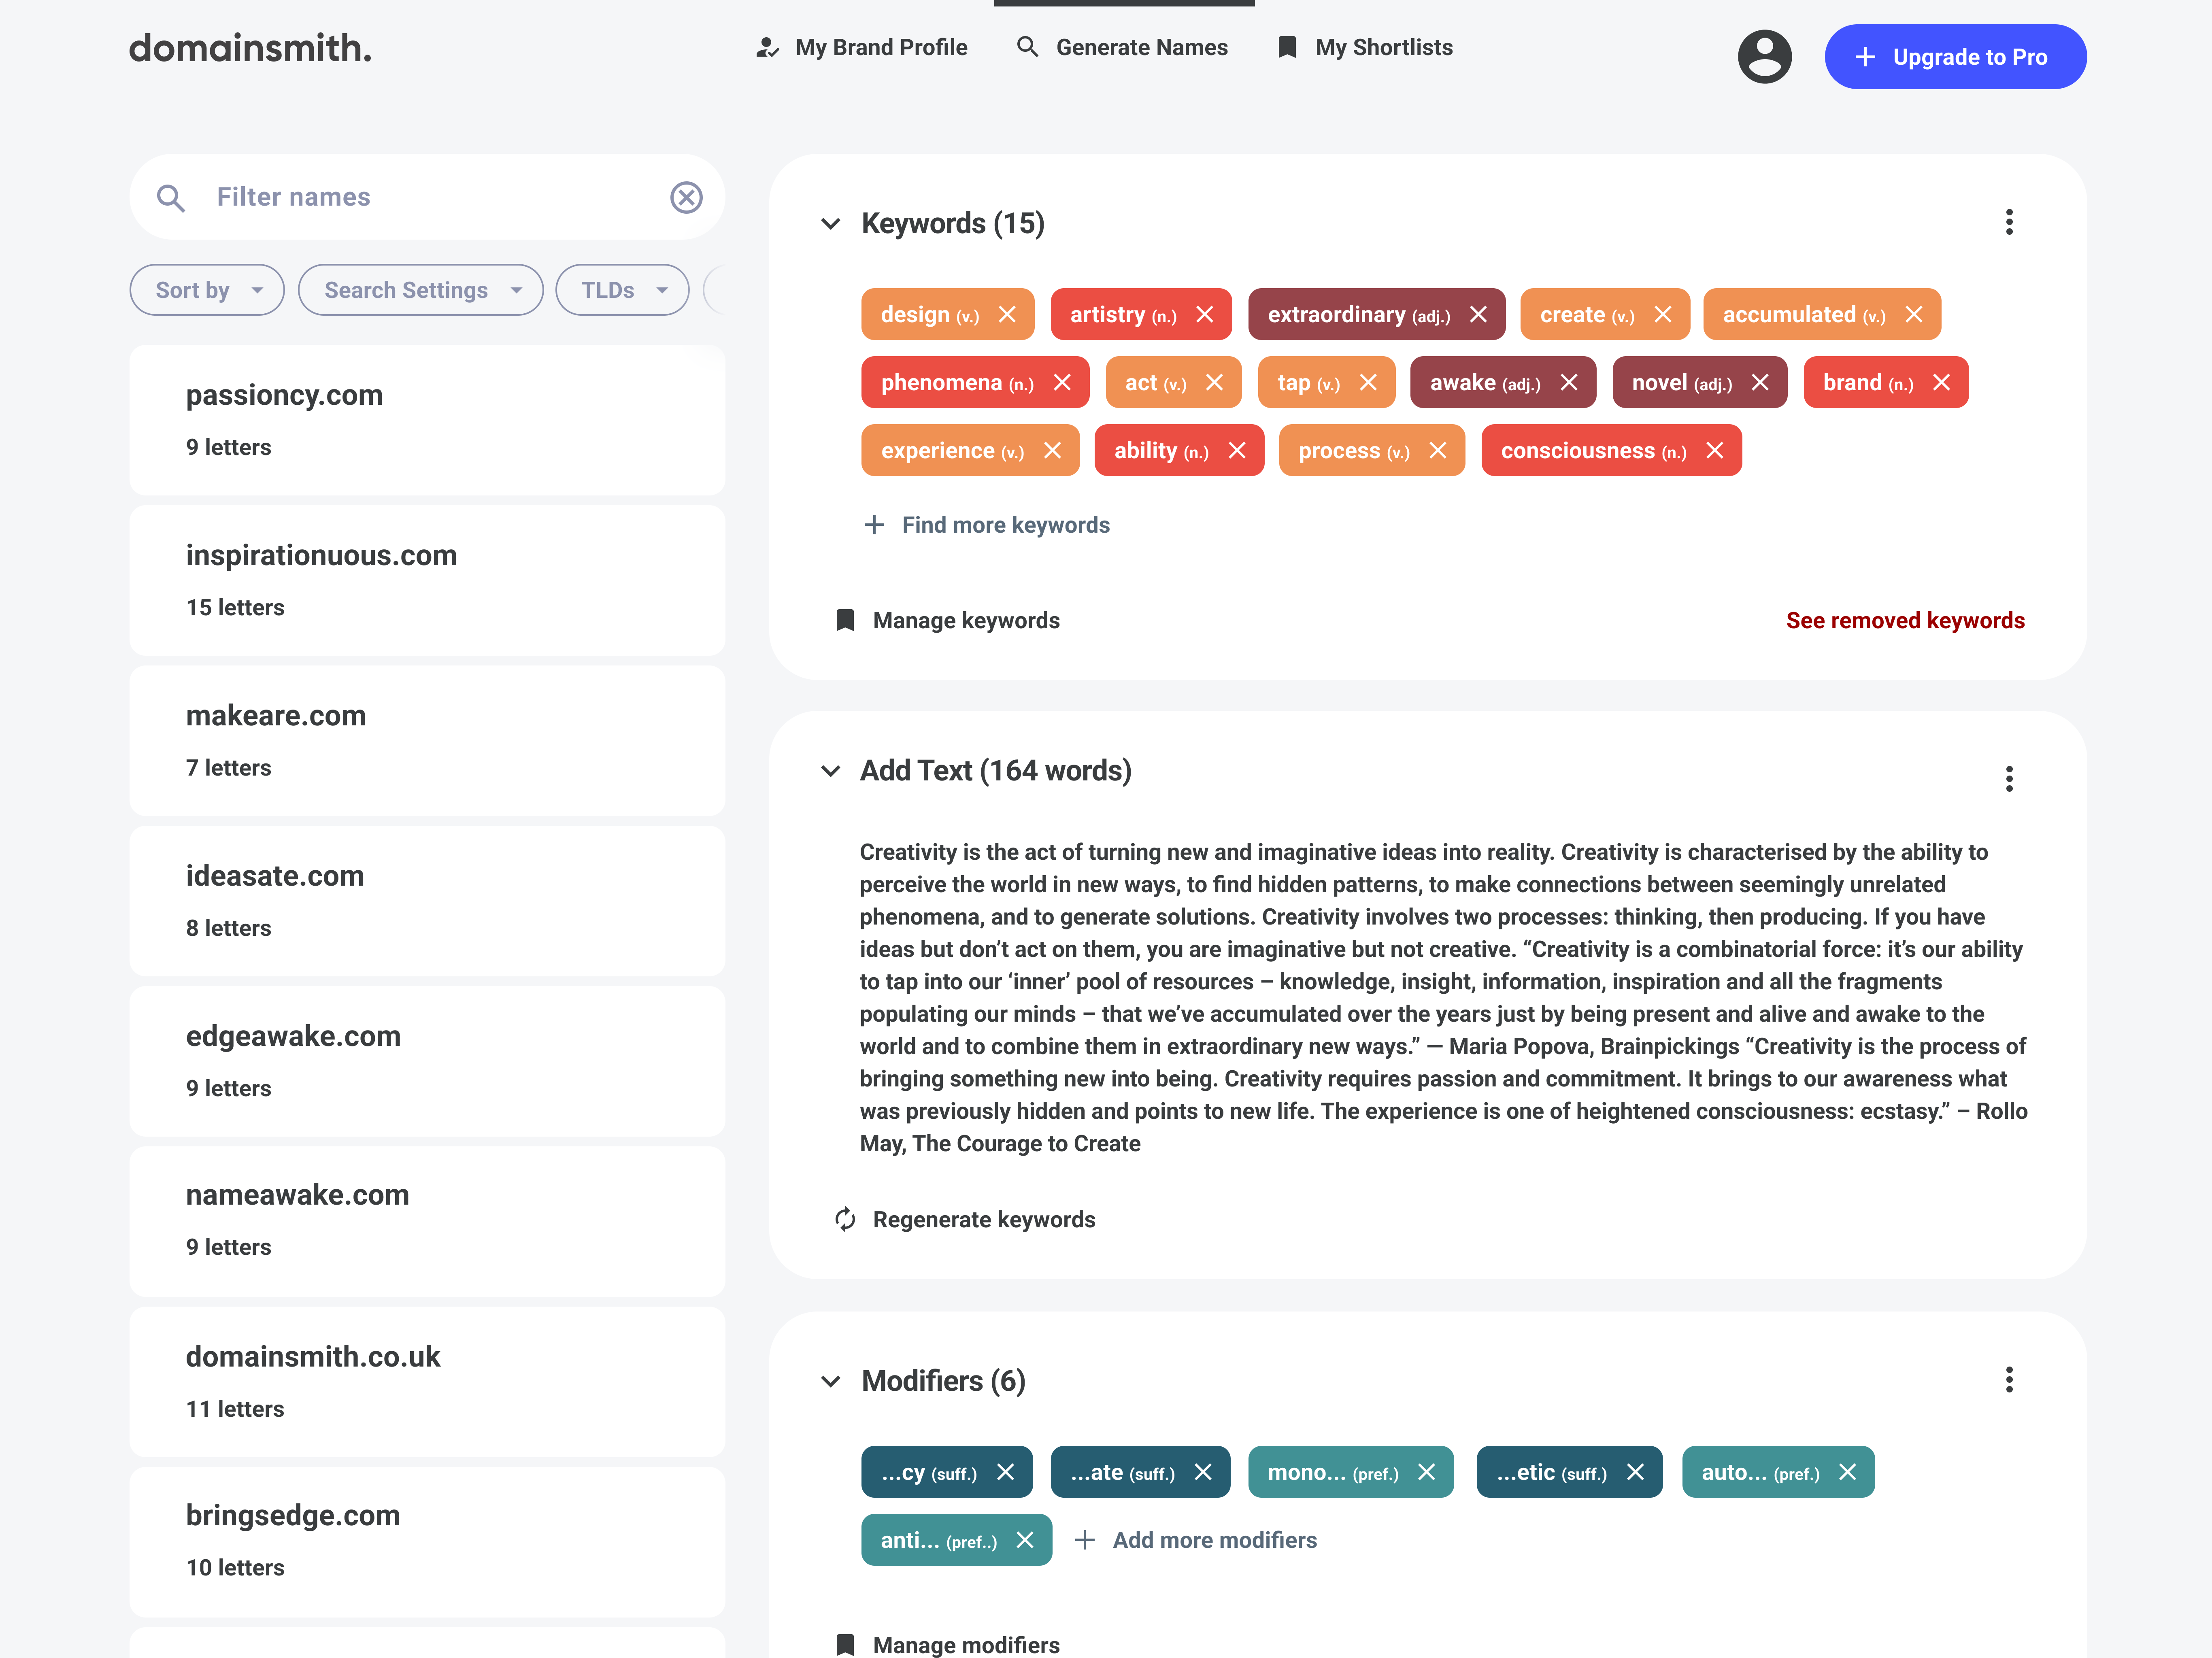 domainsmith.
My Brand Profile
Generate Names
My Shortlists
Upgrade to Pro
Filter names
Sort by
Search Settings
TLDs
passioncy.com
9 letters
inspirationuous.com
15 letters
makeare.com
7 letters
ideasate.com
8 letters
edgeawake.com
9 letters
nameawake.com
9 letters
domainsmith.co.uk
11 letters
bringsedge.com
10 letters
Keywords (15)
design (v.) artistry (n.) extraordinary (adj.) create (v.) accumulated (v.)
phenomena (n.) act (v.) tap (v.) awake (adj.) novel (adj.) brand (n.)
experience (v.) ability (n.) process (v.) consciousness (n.)
Find more keywords
Manage keywords
See removed keywords
Add Text (164 words)
Creativity is the act of turning new and imaginative ideas into reality. Creativity is characterised by the ability to
perceive the world in new ways, to find hidden patterns, to make connections between seemingly unrelated
phenomena, and to generate solutions. Creativity involves two processes: thinking, then producing. If you have
ideas but don’t act on them, you are imaginative but not creative. “Creativity is a combinatorial force: it’s our ability
to tap into our ‘inner’ pool of resources – knowledge, insight, information, inspiration and all the fragments
populating our minds – that we’ve accumulated over the years just by being present and alive and awake to the
world and to combine them in extraordinary new ways.” — Maria Popova, Brainpickings “Creativity is the process of
bringing something new into being. Creativity requires passion and commitment. It brings to our awareness what
was previously hidden and points to new life. The experience is one of heightened consciousness: ecstasy.” – Rollo
May, The Courage to Create
Regenerate keywords
Modifiers (6)
...cy (suff.) ...ate (suff.) mono... (pref.) ...etic (suff.) auto... (pref.)
anti... (pref..) Add more modifiers
Manage modifiers